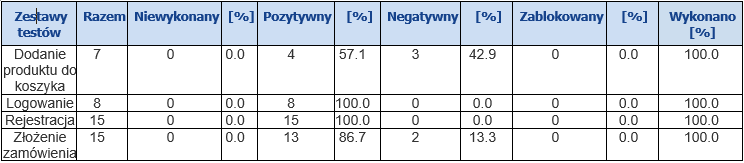 Zestawy testów Razem Niewykonany [%] Pozytywny [%] Negatywny [%] Zablokowany [%] Wykonano [%]
Dodanie produktu do koszyka 7 0 0.0 4 57.1 3 42.9 0 0.0 100.0
Logowanie 8 0 0.0 8 100.0 0 0.0 0 0.0 100.0
Rejestracja 15 0 0.0 15 100.0 0 0.0 0 0.0 100.0
Złożenie zamówienia 15 0 0.0 13 86.7 2 13.3 0 0.0 100.0